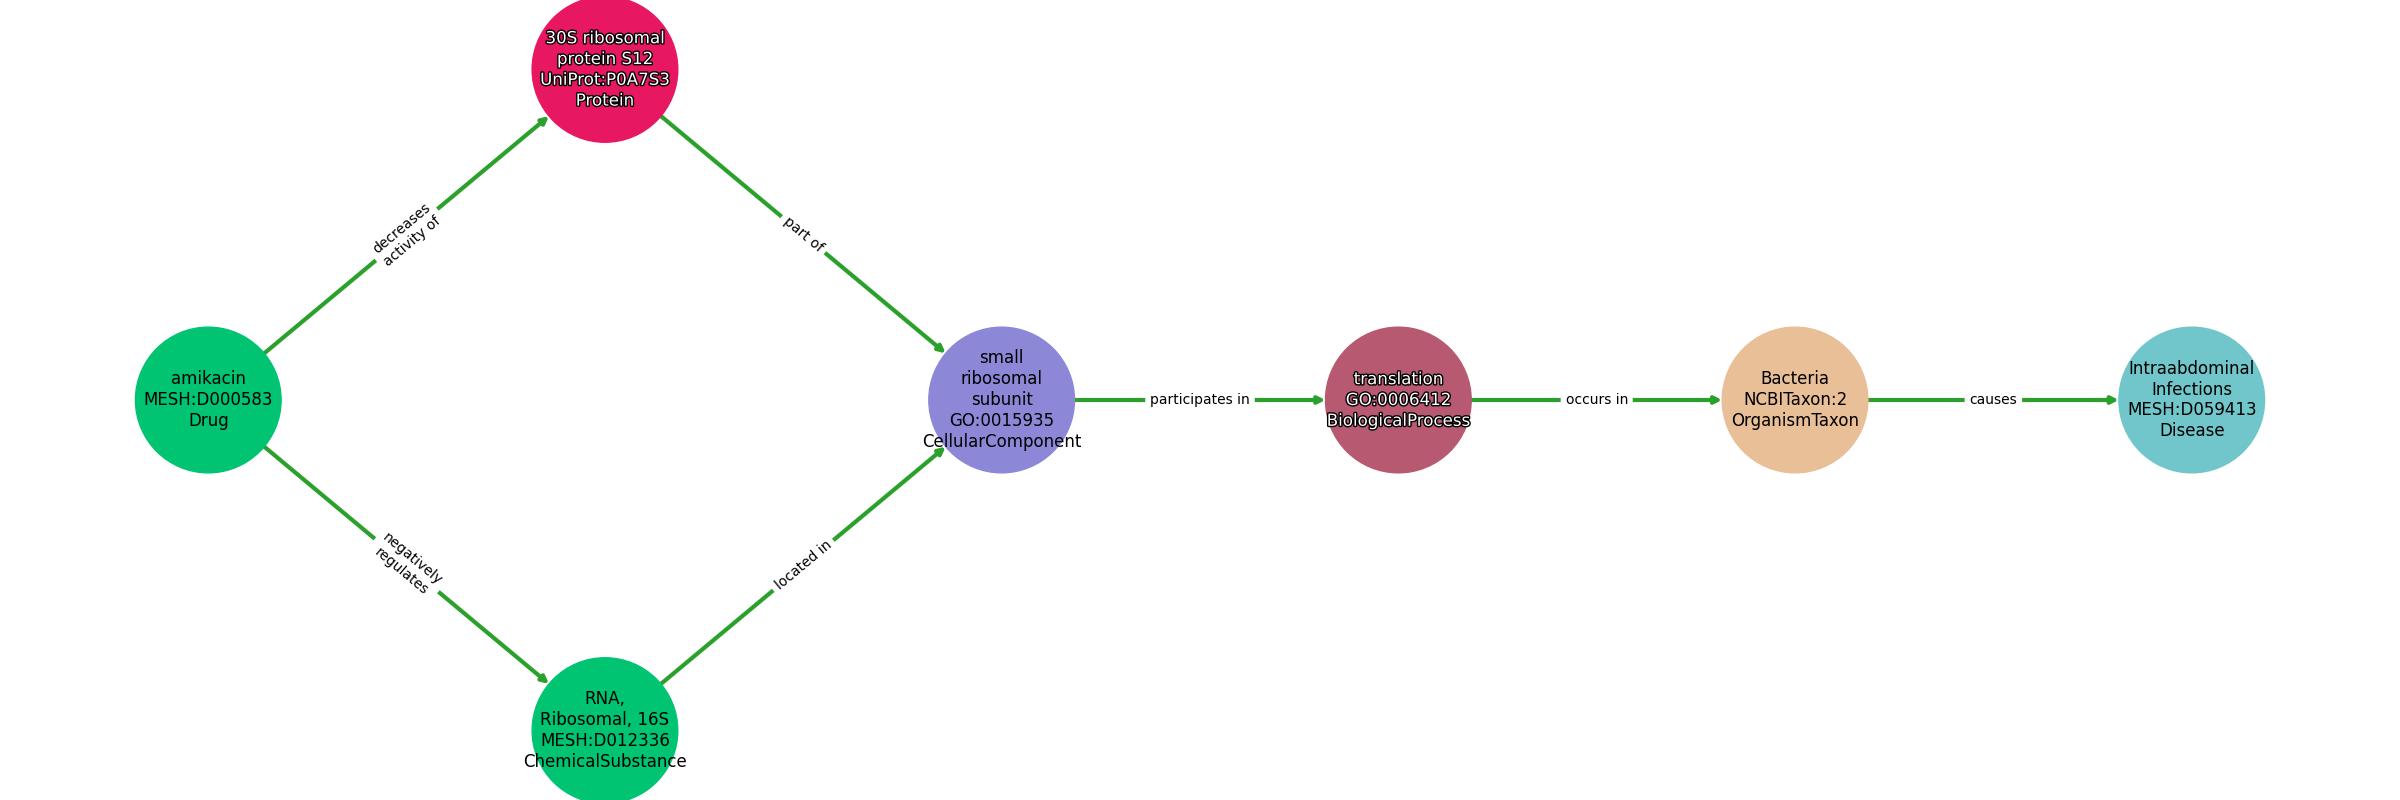 30S ribosomal
protein S12
UniProt:P0A7S3
Protein
decreases
activity of
part of
amikacin
MESH:D000583
Drug
small
ribosomal
subunit
GO:0015935
CellularComponent
participates in
translation
GO:0006412
BiologicalProcess
occurs in
Bacteria
NCBITaxon:2
OrganismTaxon
causes
Intraabdominal
Infections
MESH:D059413
Disease
negatively
regulates
located in
RNA,
Ribosomal, 16S
MESH:D012336
ChemicalSubstance